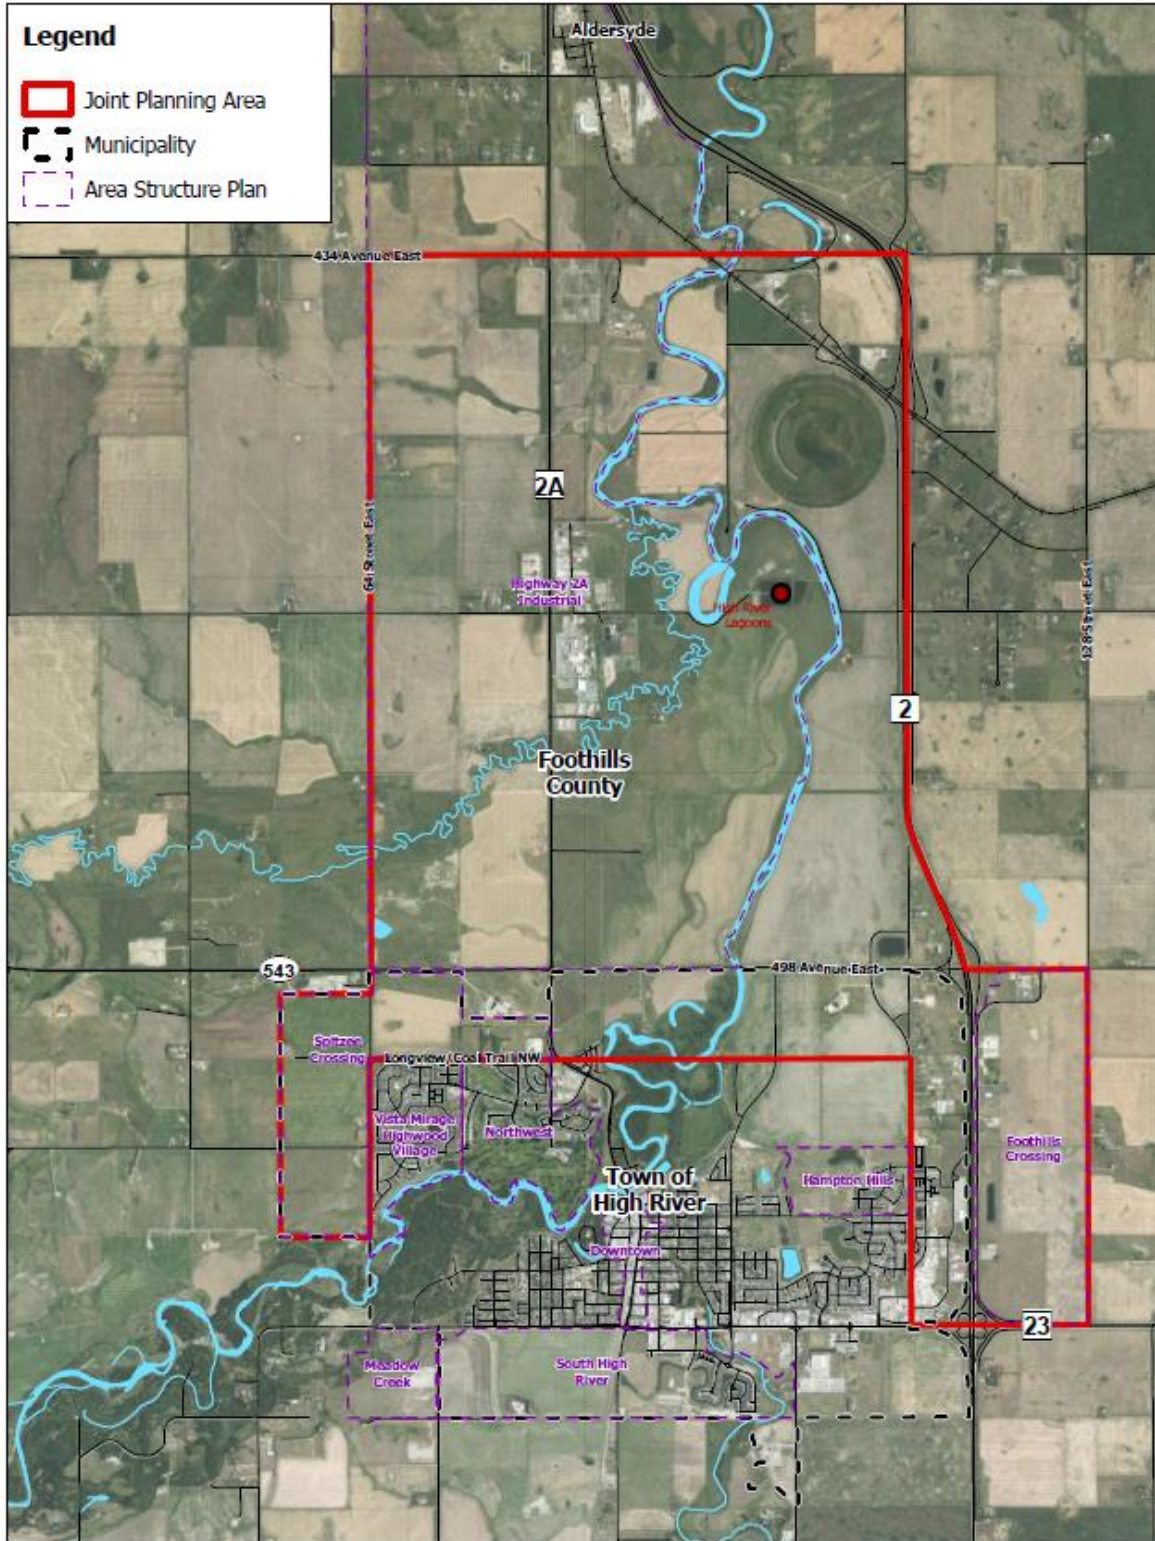 Legend
Joint Planning Area
Municipality
Area Structure Plan
Aldersyde
434 Avenue East
2A
64 Street East
Highway 2A
Industrial
High River
Lagoons
128 Street East
2
Foothills
County
543
498 Avenue East
Spitzee
Crossing
Longview/Coal Trail NW
Vista Mirage
Highwood
Village
Northwest
Foothills
Crossing
Town of
High River
Hampton Hills
Downtown
23
Meadow
Creek
South High
River